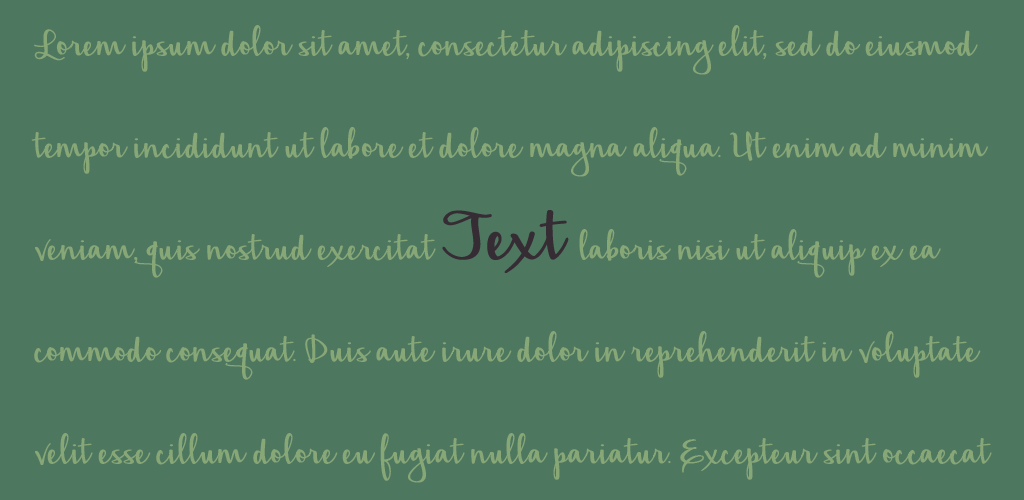 Lorem ipsum dolor sit amet, consectetur adipiscing elit, sed do eiusmod
tempor incididunt ut labore et dolore magna aliqua. Ut enim ad minim
veniam, quis nostrud exercitat Text laboris nisi ut aliquip ex ea
commodo consequat. Duis aute irure dolor in reprehenderit in voluptate
velit esse cillum dolore eu fugiat nulla pariatur. Excepteur sint occaecat